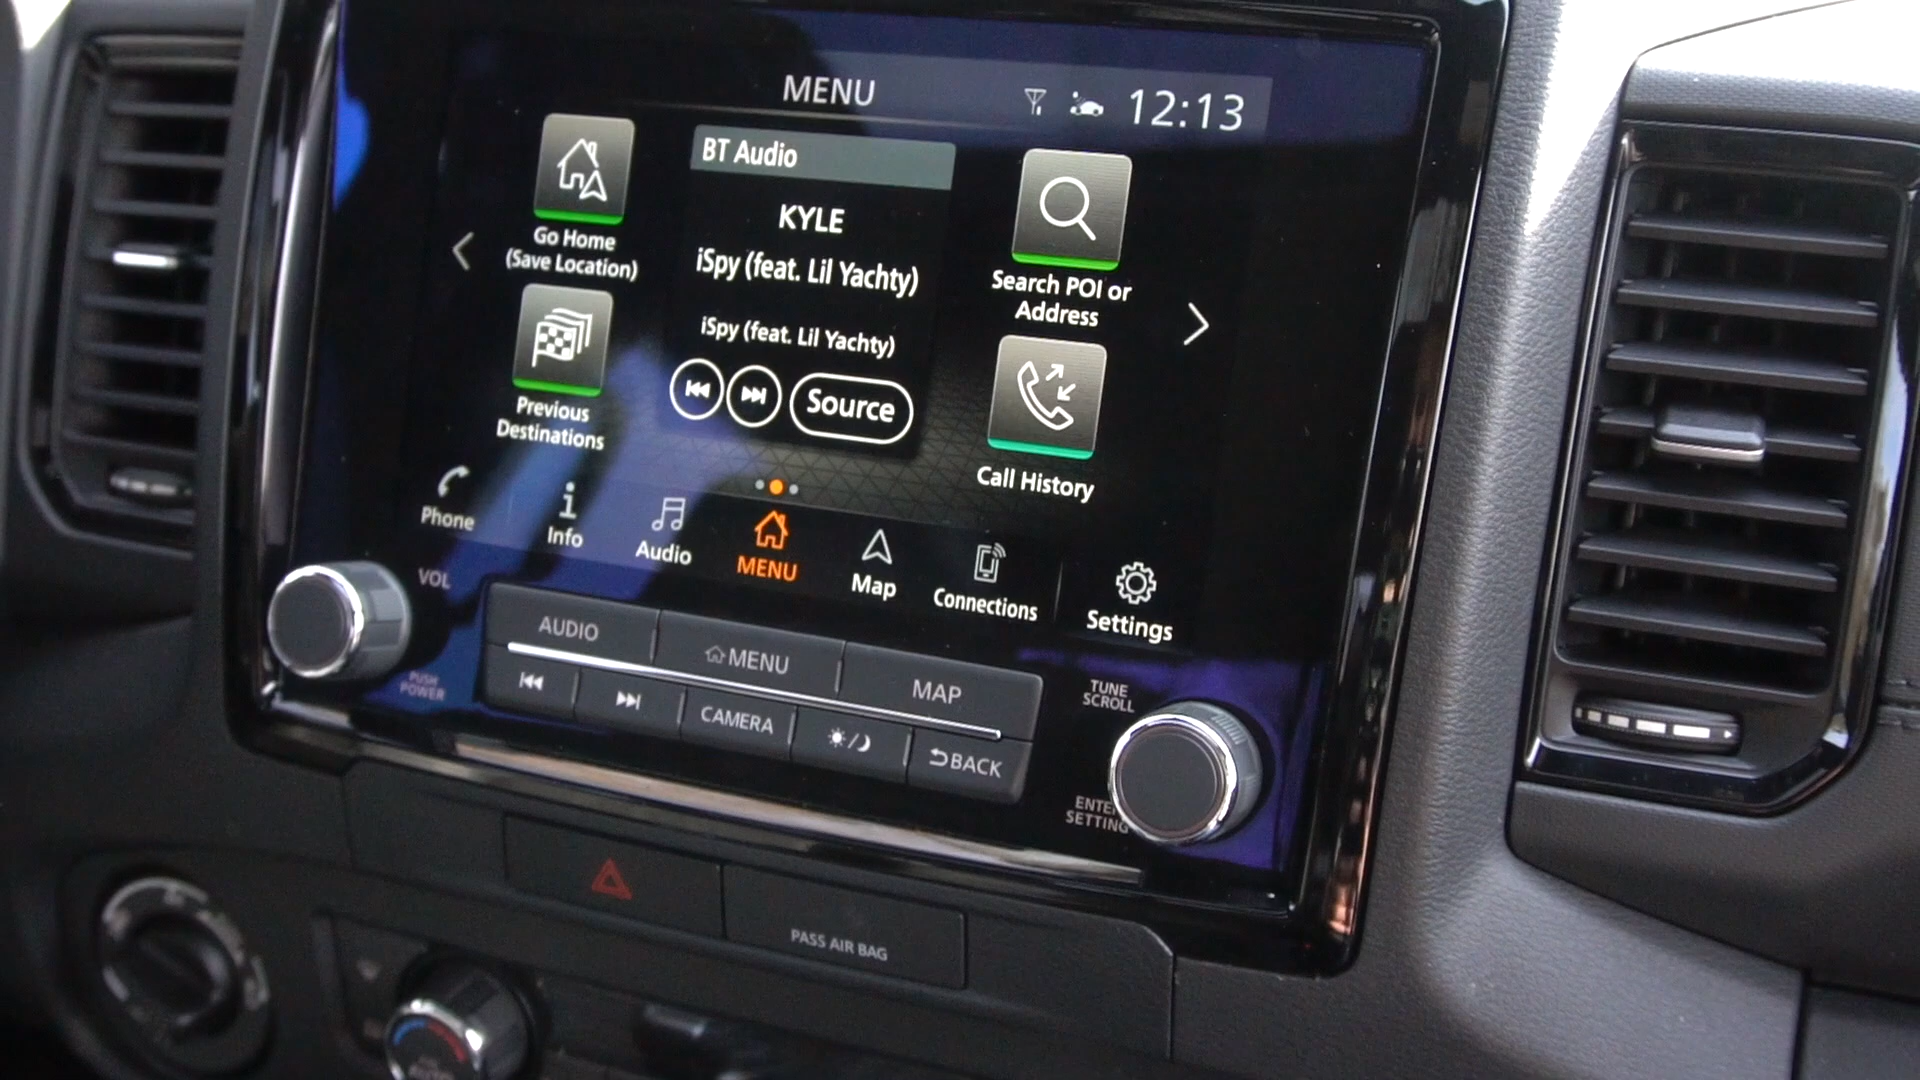 MENU
12:13
Go Home
(Save Location)
BT Audio
KYLE
iSpy (feat. Lil Yachty)
iSpy (feat. Lil Yachty)
Source
Search POI or
Address
Previous
Destinations
Call History
Phone
Info
Audio
MENU
Map
Connections
Settings
VOL
PUSH
POWER
AUDIO
MENU
MAP
CAMERA
BACK
TUNE
SCROLL
ENTER
SETTING
PASS AIR BAG